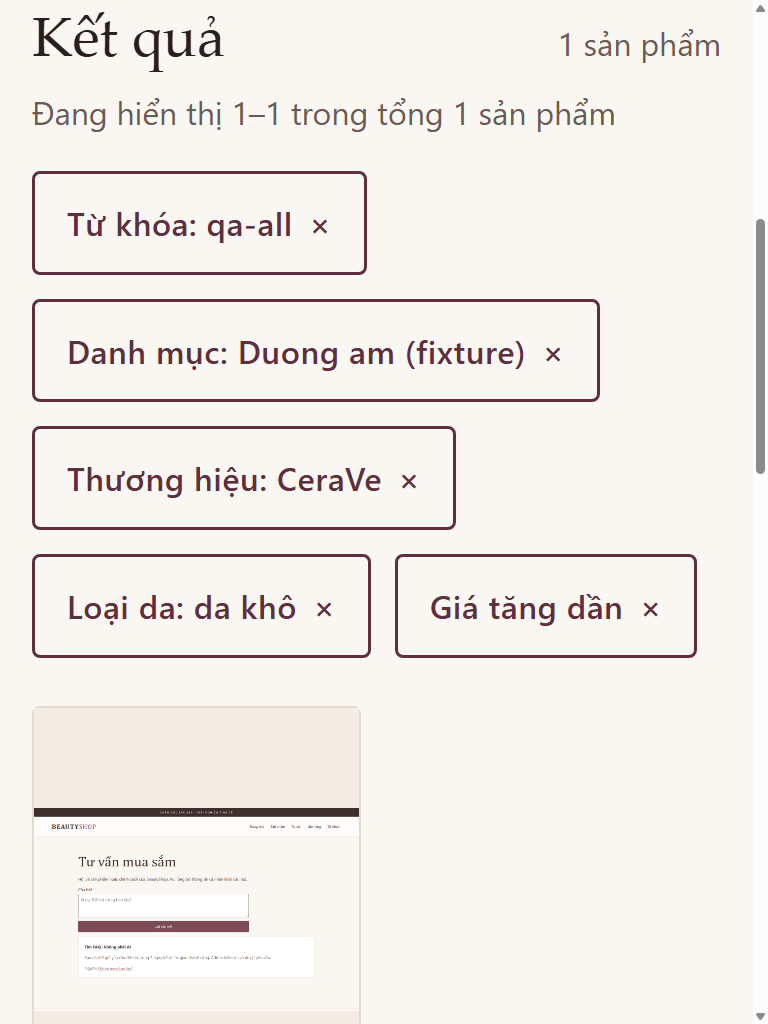 Kết quả
1 sản phẩm
Đang hiển thị 1–1 trong tổng 1 sản phẩm
Từ khóa: qa-all ×
Danh mục: Duong am (fixture) ×
Thương hiệu: CeraVe ×
Loại da: da khô × Giá tăng dần ×
BEAUTYSHOP
Tư vấn mua sắm